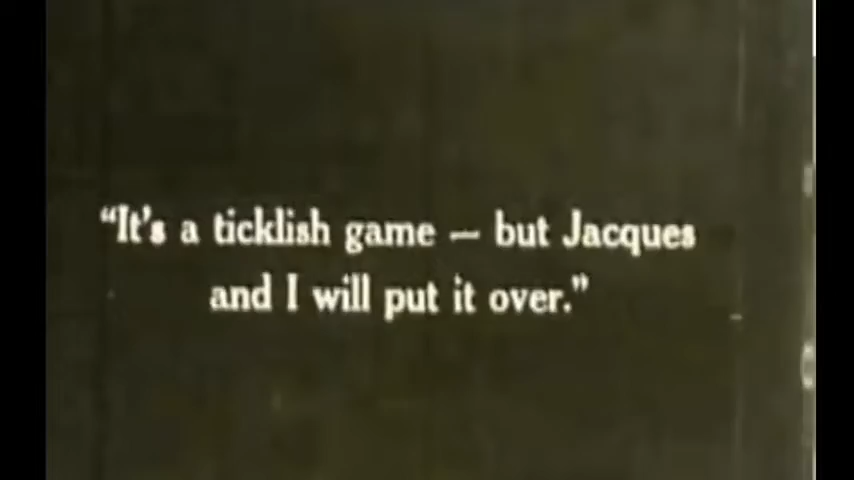 “It's a ticklish game — but Jacques
and I will put it over.”